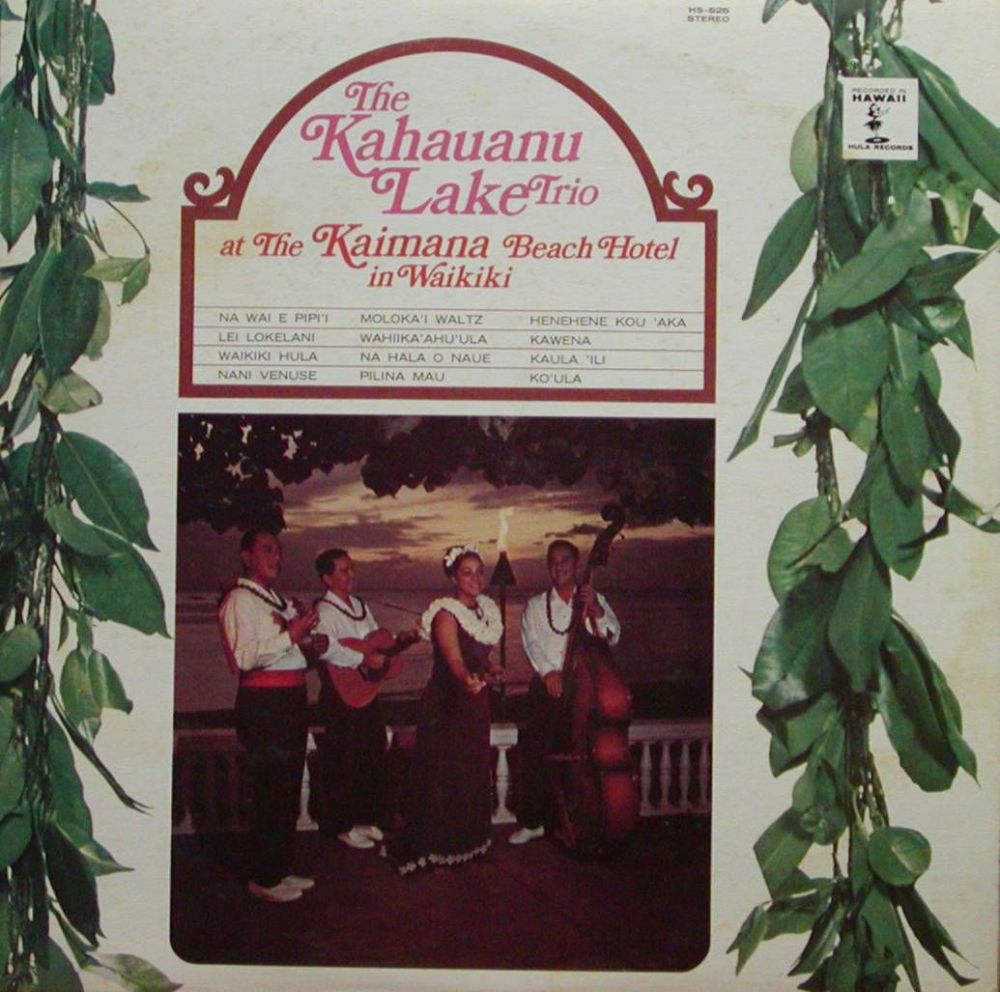 HS-525
STEREO
RECORDED IN
HAWAII
HULA RECORDS
The
Kahauanu
Lake Trio
at The Kaimana Beach Hotel
in Waikiki
NA WAI E PIPI'I MOLOKA'I WALTZ HENEHENE KOU 'AKA
LEI LOKELANI WAHIIKA'AHU'ULA KAWENA
WAIKIKI HULA NA HALA O NAUE KAULA 'ILI
NANI VENUSE PILINA MAU KO'ULA